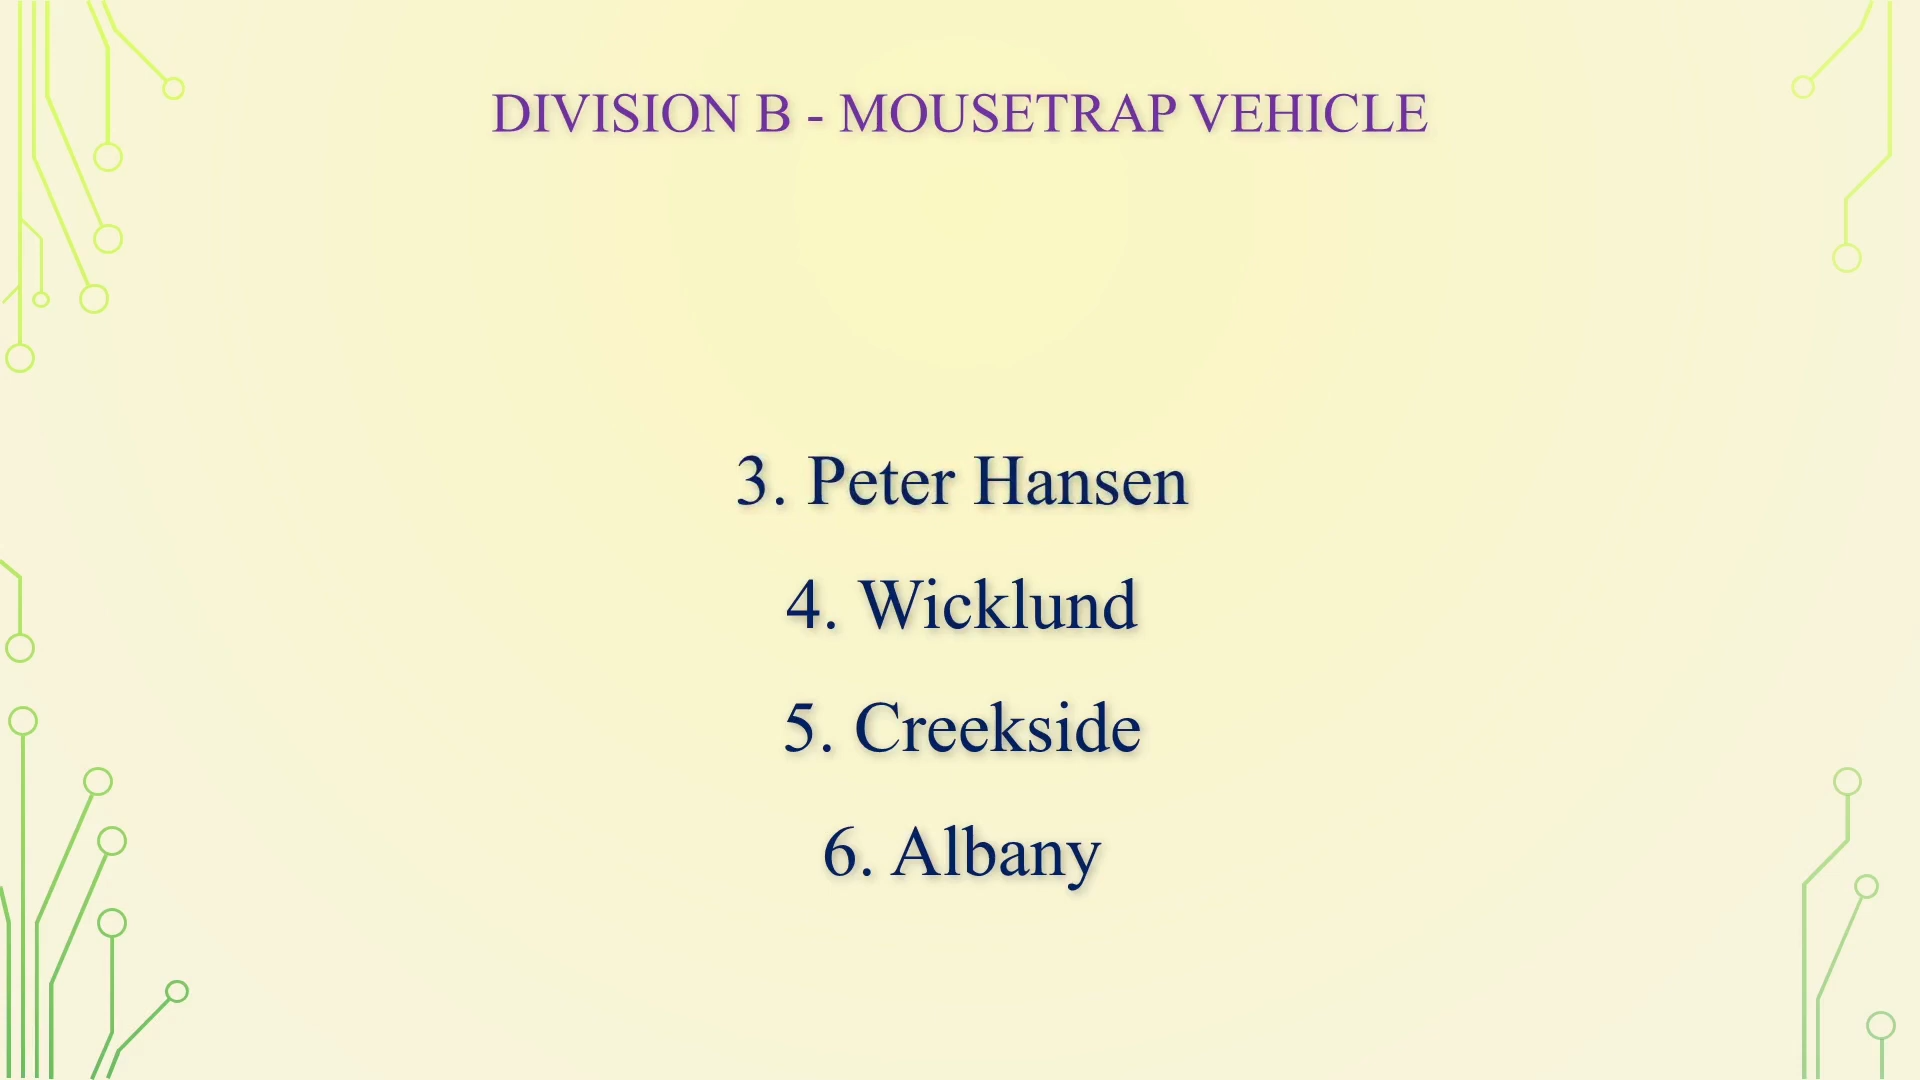 DIVISION B - MOUSETRAP VEHICLE
3. Peter Hansen
4. Wicklund
5. Creekside
6. Albany